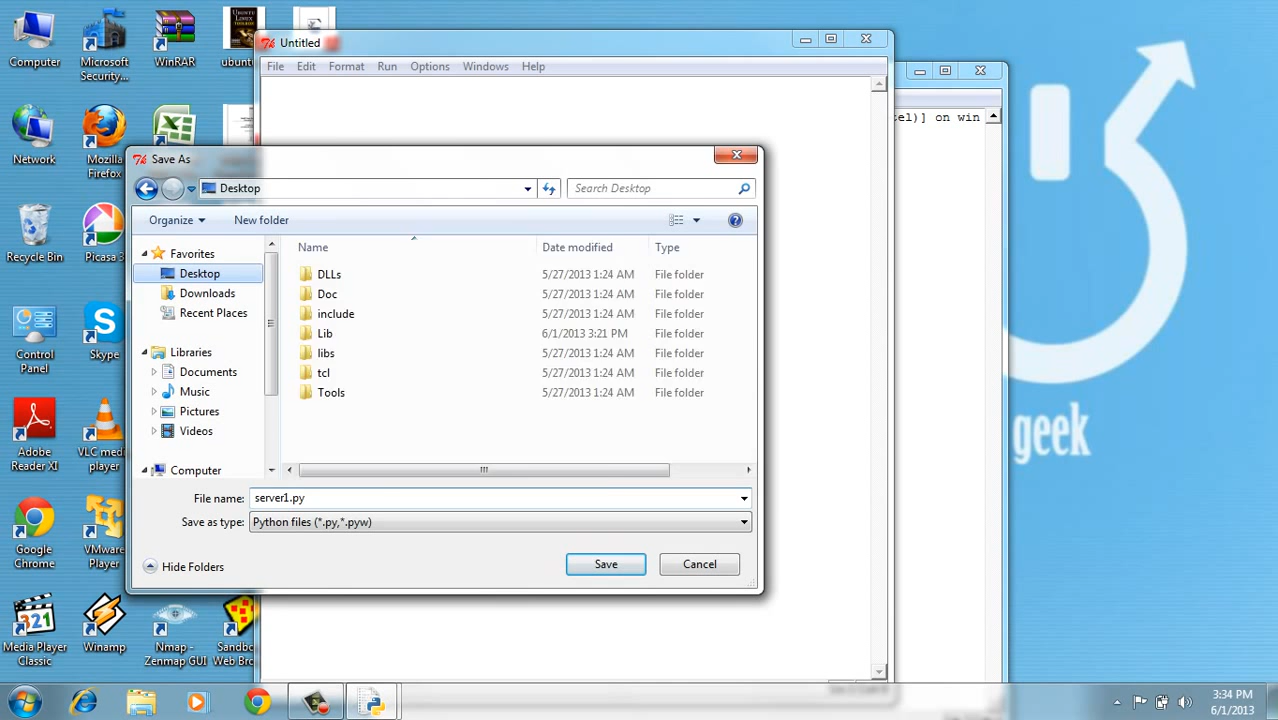 Computer
Microsoft
Security...
WinRAR
ubunt
Network
Mozilla
Firefox
Recycle Bin
Picasa 3
Control
Panel
Skype
Adobe
Reader XI
VLC media
player
Google
Chrome
VMware
Player
Media Player
Classic
Winamp
Nmap -
Zenmap GUI
Sandb
Web Bro
321
Untitled
File Edit Format Run Options Windows Help
tel)] on win
Save As
Desktop
Search Desktop
Organize
New folder
Favorites
Desktop
Downloads
Recent Places
Libraries
Documents
Music
Pictures
Videos
Computer
Name Date modified Type
DLLs 5/27/2013 1:24 AM File folder
Doc 5/27/2013 1:24 AM File folder
include 5/27/2013 1:24 AM File folder
Lib 6/1/2013 3:21 PM File folder
libs 5/27/2013 1:24 AM File folder
tcl 5/27/2013 1:24 AM File folder
Tools 5/27/2013 1:24 AM File folder
File name: server1.py
Save as type: Python files (*.py,*.pyw)
Hide Folders
Save
Cancel
geek
3:34 PM
6/1/2013